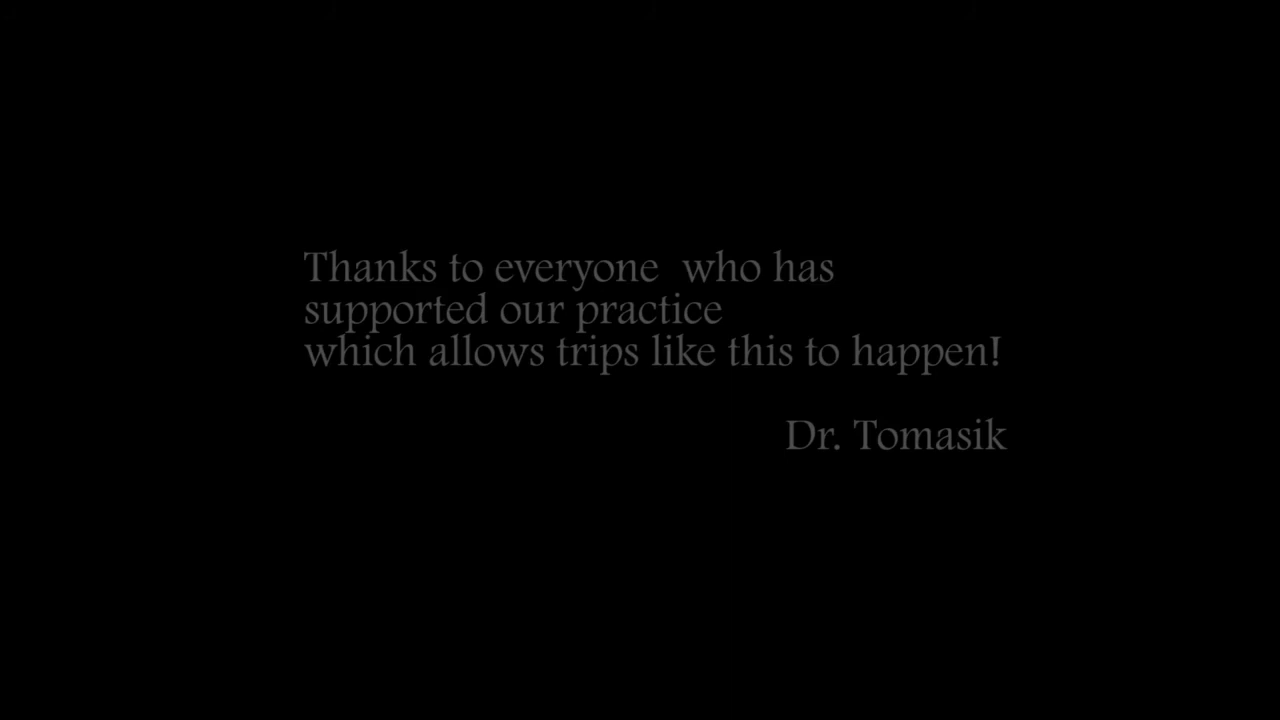 Thanks to everyone  who has
supported our practice
which allows trips like this to happen!
Dr. Tomasik